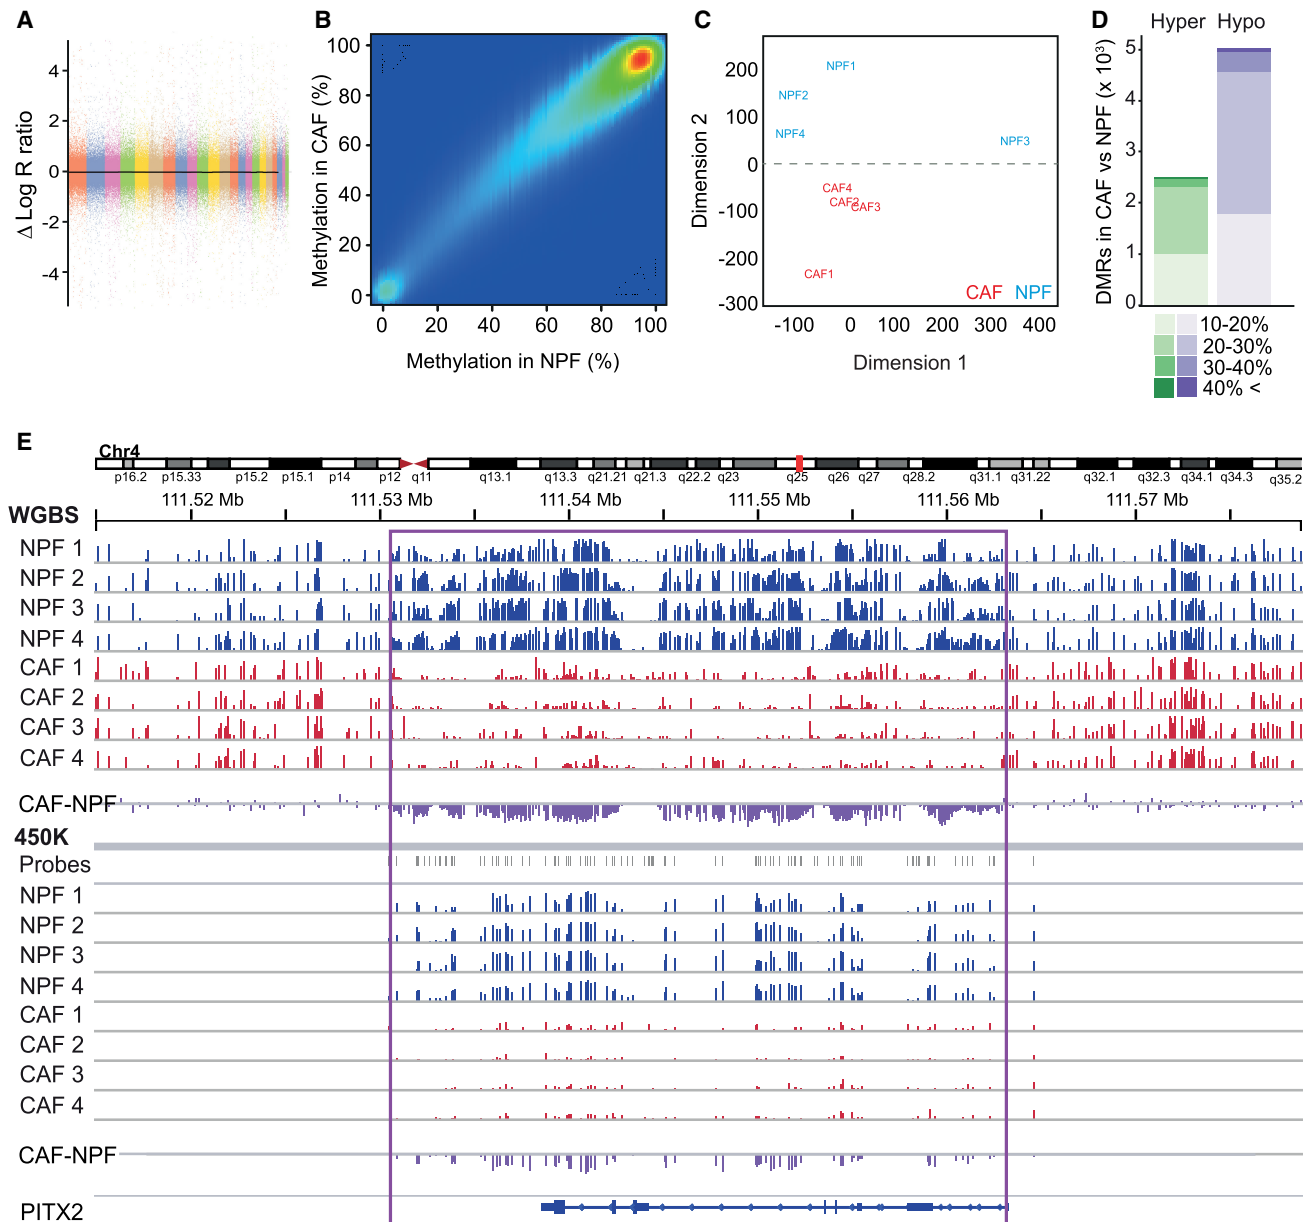 A
Δ Log R ratio
4
2
0
-2
-4
B
Methylation in CAF (%)
100
80
60
40
20
0
0 20 40 60 80 100
Methylation in NPF (%)
C
Dimension 2
200
100
0
-100
-200
-300
NPF1
NPF2
NPF4
NPF3
CAF4
CAF2
CAF3
CAF1
CAF NPF
-100 0 100 200 300 400
Dimension 1
D
Hyper Hypo
DMRs in CAF vs NPF (x 10³)
5
4
3
2
1
0
10-20%
20-30%
30-40%
40% <
E
Chr4
p16.2 p15.33 p15.2 p15.1 p14 p12 q11 q13.1 q13.3 q21.21 q21.3 q22.2 q23 q25 q26 q27 q28.2 q31.1 q31.22 q32.1 q32.3 q34.1 q34.3 q35.2
111.52 Mb 111.53 Mb 111.54 Mb 111.55 Mb 111.56 Mb 111.57 Mb
WGBS
NPF 1
NPF 2
NPF 3
NPF 4
CAF 1
CAF 2
CAF 3
CAF 4
CAF-NPF
450K
Probes
NPF 1
NPF 2
NPF 3
NPF 4
CAF 1
CAF 2
CAF 3
CAF 4
CAF-NPF
PITX2